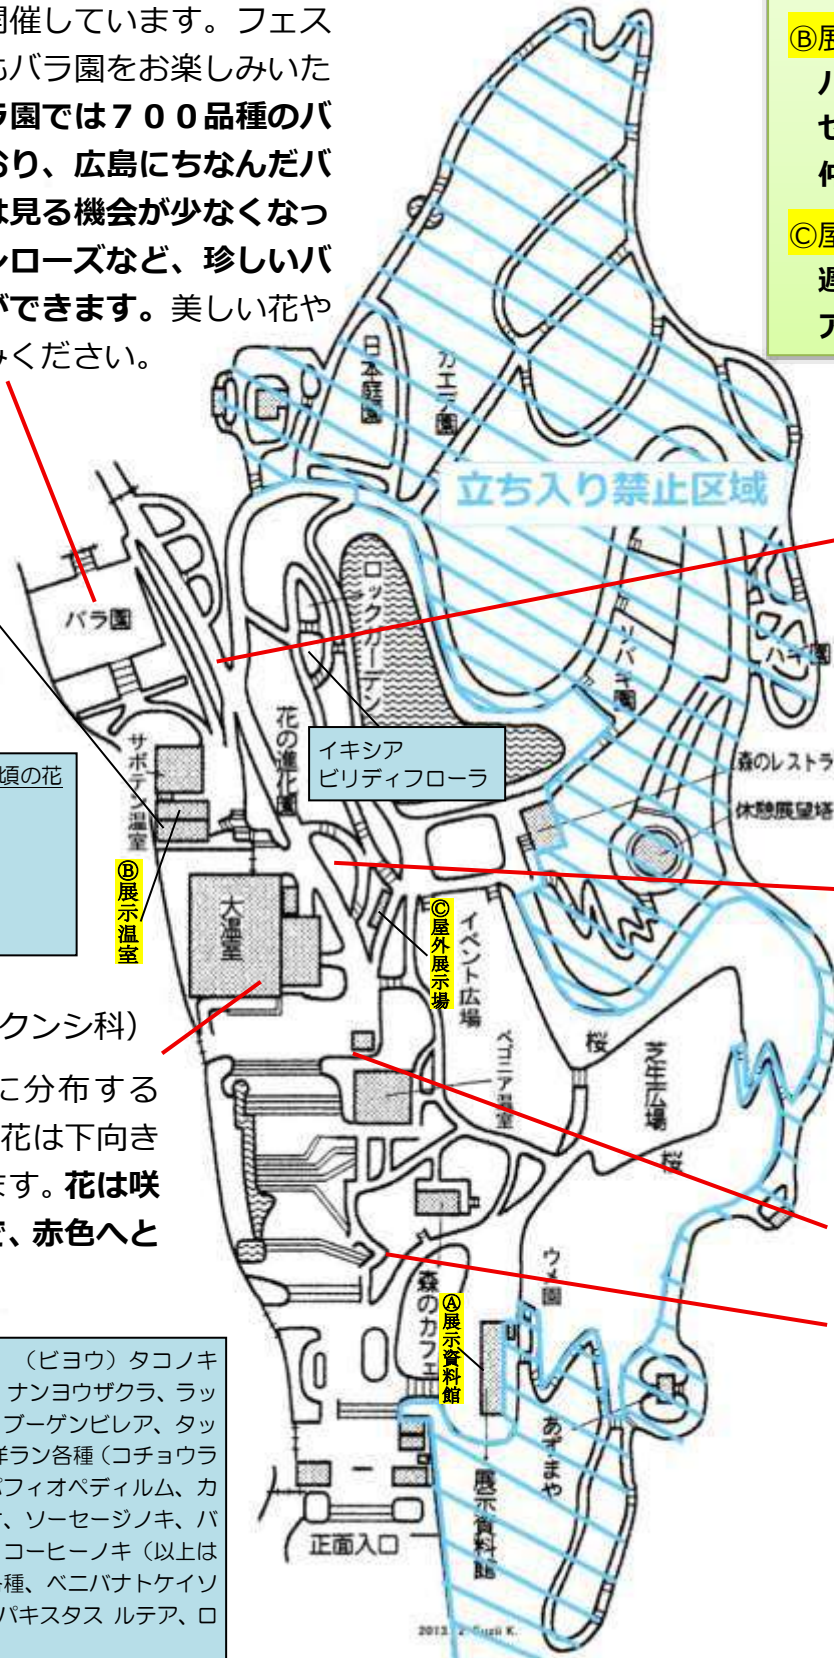 開催しています。フェス
もバラ園をお楽しみいた
ラ園では７００品種のバ
おり、広島にちなんだバ
は見る機会が少なくなっ
ンローズなど、珍しいバ
ができます。美しい花や
みください。
Ⓑ展
バ
セ
仲
Ⓒ屋
遅
ア
日本庭園
カエデ園
立ち入り禁止区域
バラ園
ロックガーデン
ツバキ園
ハギ園
花の進化園
イキシア
ビリディフローラ
サボテン温室
頃の花
森のレストラ
休憩展望塔
Ⓑ展示温室
大温室
Ⓒ屋外展示場
イベント広場
クンシ科）
に分布する
花は下向き
ます。花は咲
で、赤色へと
ベゴニア温室
桜
芝生広場
桜
ウメ園
森のカフェ
Ⓐ展示資料館
あずまや
（ビヨウ）タコノキ
ナンヨウザクラ、ラッ
ブーゲンビレア、タッ
洋ラン各種（コチョウラ
パフィオペディルム、カ
、ソーセージノキ、バ
コーヒーノキ（以上は
各種、ベニバナトケイソ
パキスタス ルテア、ロ
展示資料館
正面入口
2013.